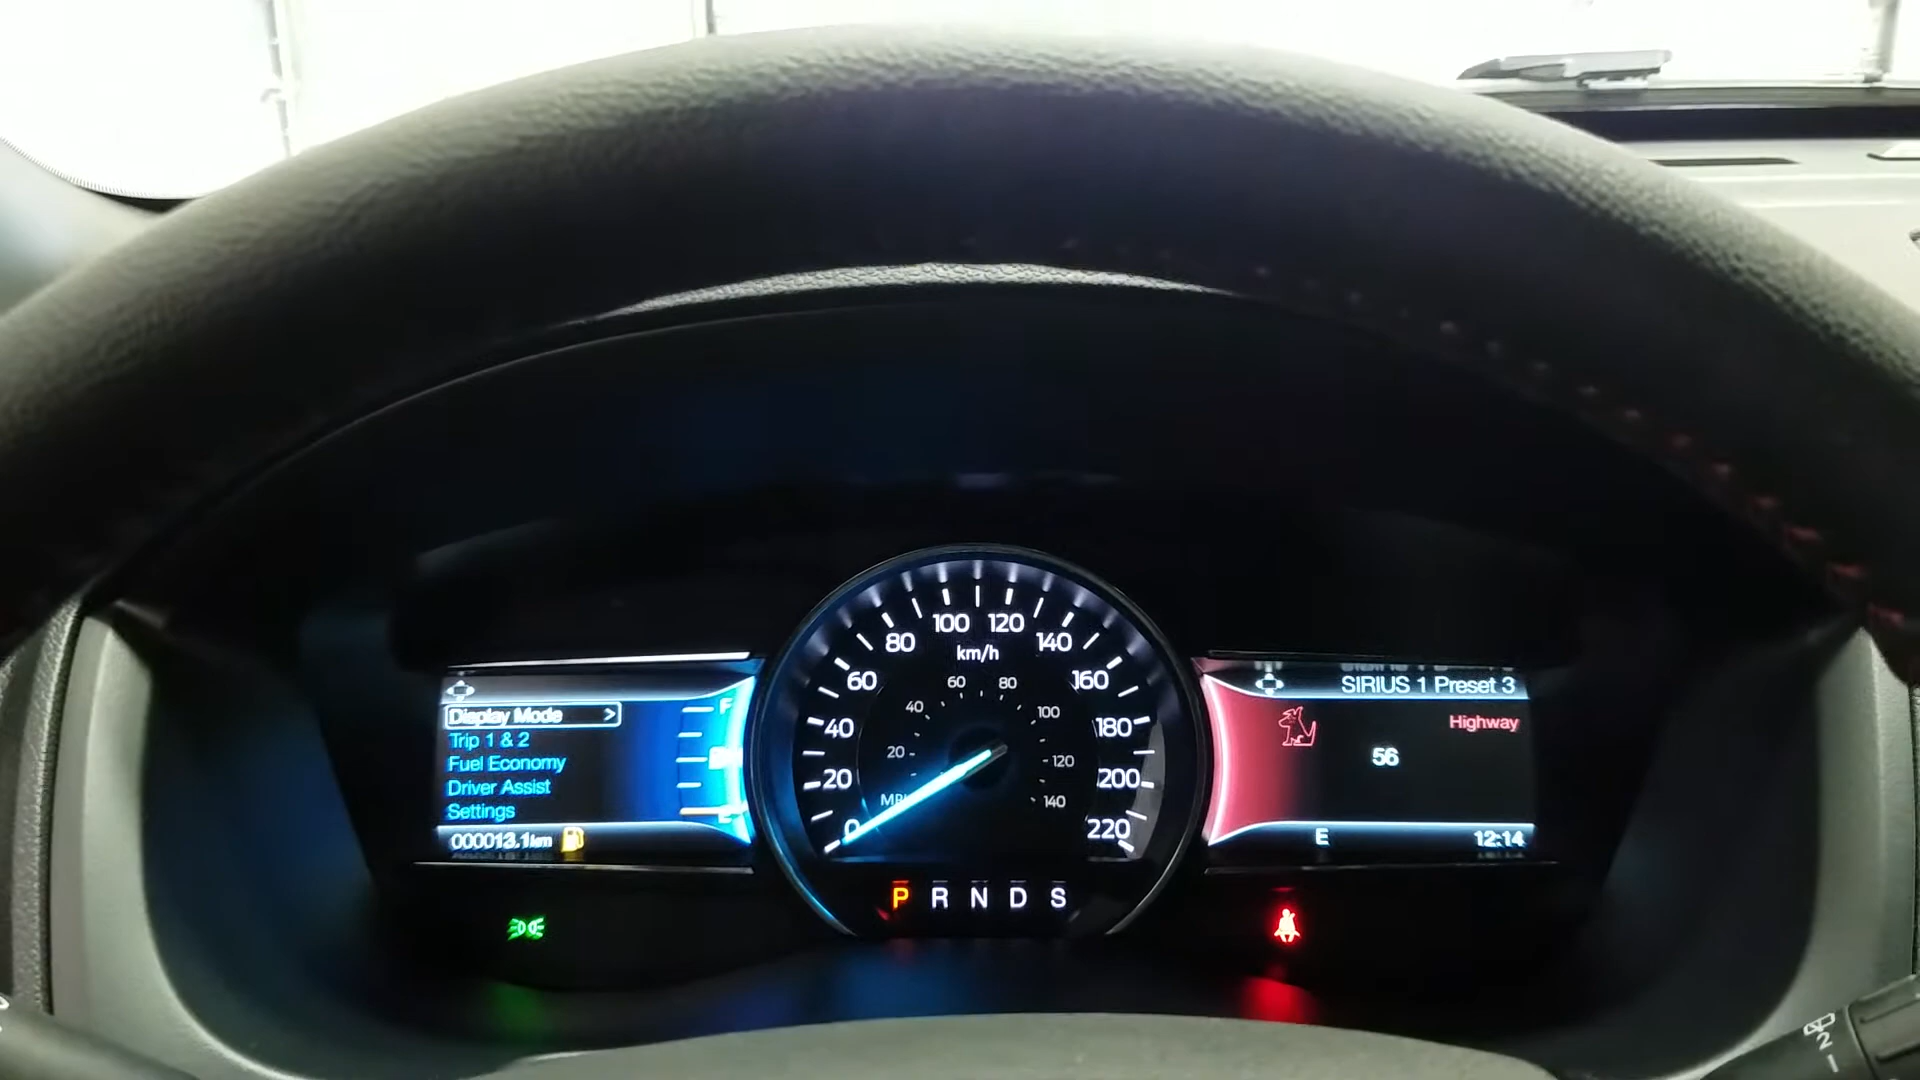 Display Mode >
Trip 1 & 2
Fuel Economy
Driver Assist
Settings
000013.1km
F
E
0
20
40
60
80
100
120
140
160
180
200
220
km/h
20
40
60
80
100
120
140
P R N D S
SIRIUS 1 Preset 3
Highway
56
E
12:14
2
1